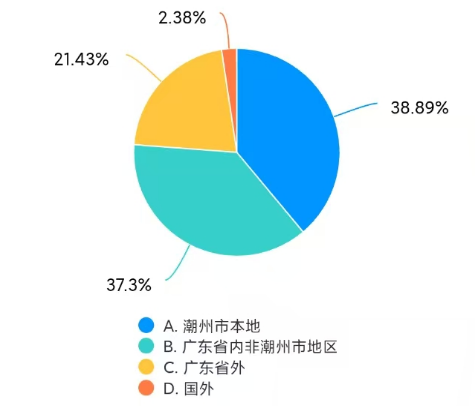 2.38%
21.43%
38.89%
37.3%
A. 潮州市本地
B. 广东省内非潮州市地区
C. 广东省外
D. 国外